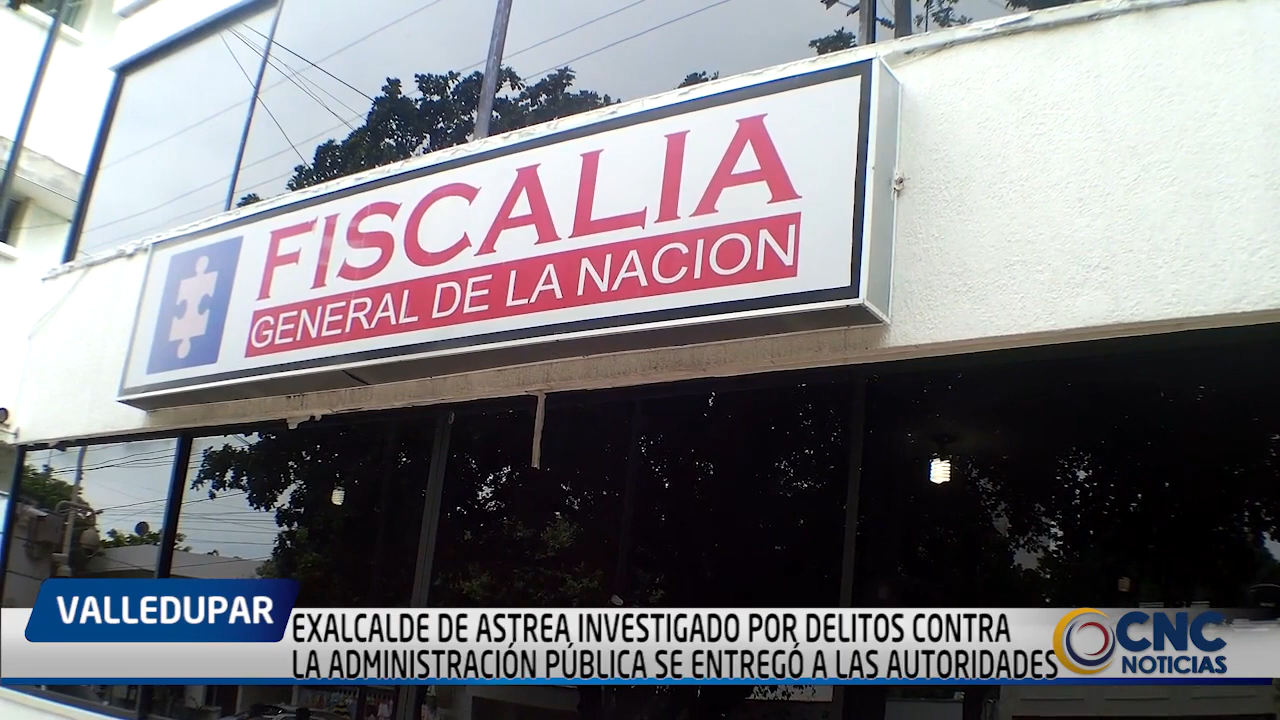 FISCALIA
GENERAL DE LA NACION
VALLEDUPAR
EXALCALDE DE ASTREA INVESTIGADO POR DELITOS CONTRA
LA ADMINISTRACIÓN PÚBLICA SE ENTREGÓ A LAS AUTORIDADES
CNC
NOTICIAS